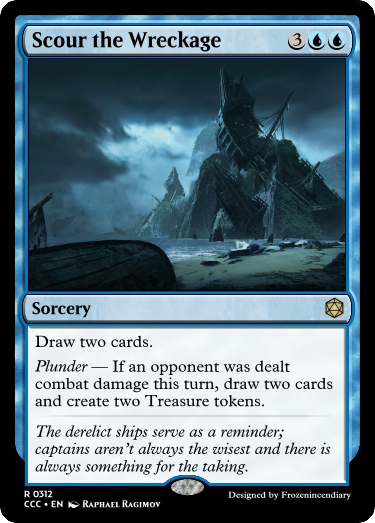 Scour the Wreckage 3
Sorcery
Draw two cards.
Plunder — If an opponent was dealt
combat damage this turn, draw two cards
and create two Treasure tokens.
The derelict ships serve as a reminder;
captains aren't always the wisest and there is
always something for the taking.
R 0312
CCC • EN Raphael Ragimov
Designed by Frozenincendiary